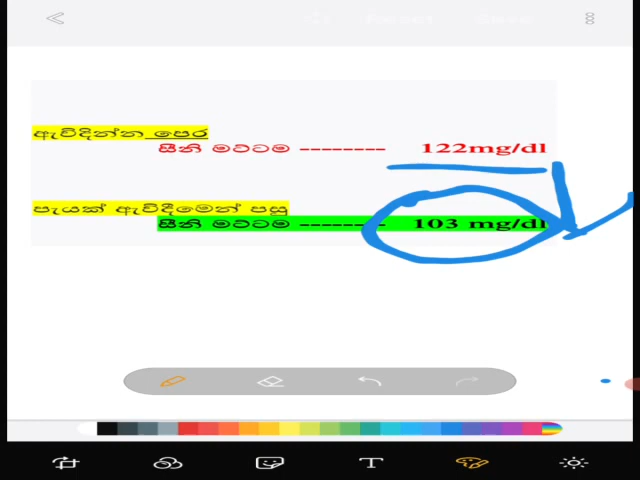 ඇවිදින්න පෙර
සීනි මට්ටම -------- 122mg/dl
පැයක් ඇවිදීමෙන් පසු
සීනි මට්ටම -------- 103 mg/dl
T